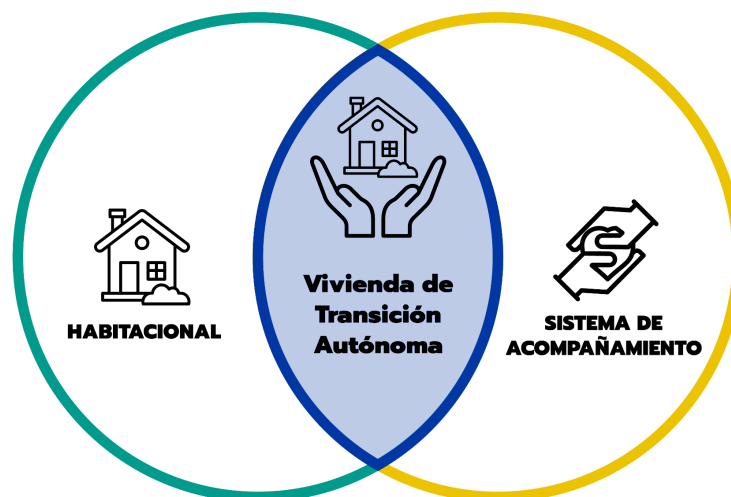 HABITACIONAL
Vivienda de
Transición
Autónoma
SISTEMA DE
ACOMPAÑAMIENTO